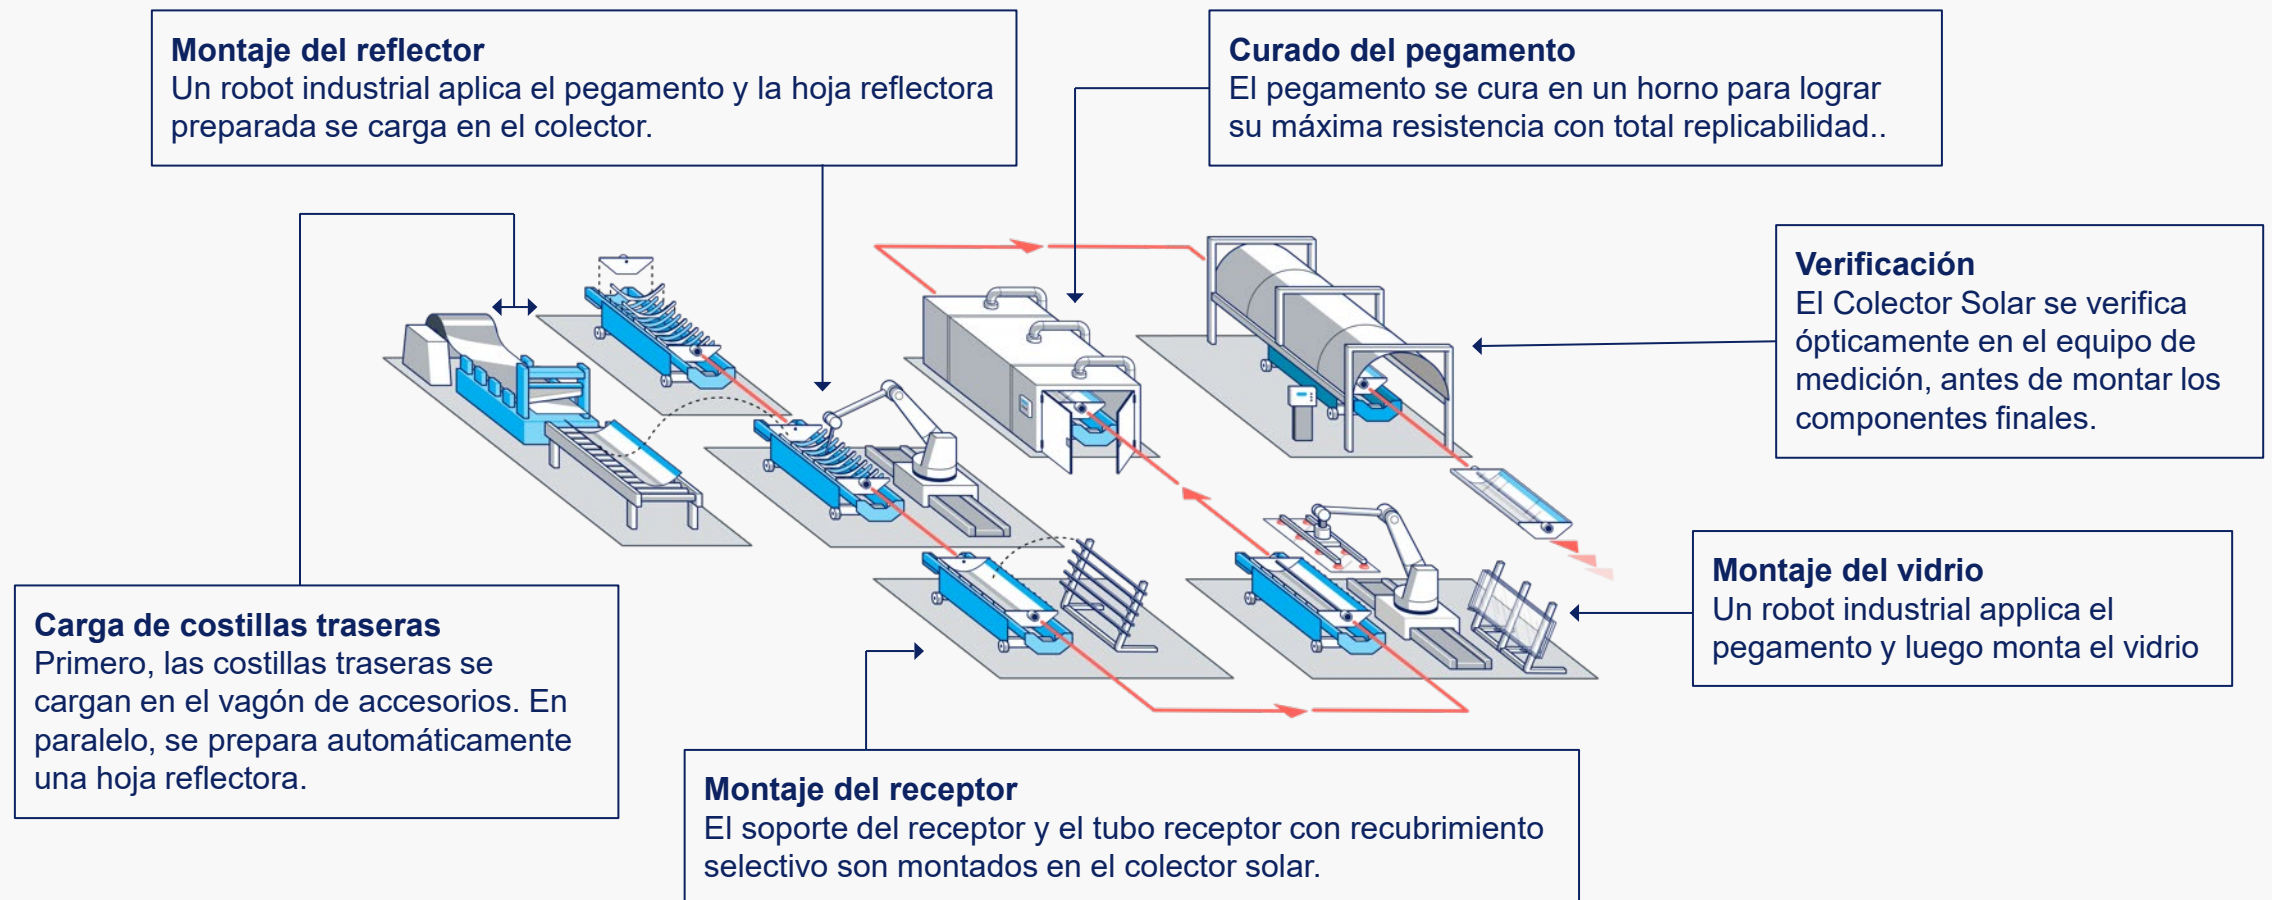 Montaje del reflector
Un robot industrial aplica el pegamento y la hoja reflectora
preparada se carga en el colector.
Curado del pegamento
El pegamento se cura en un horno para lograr
su máxima resistencia con total replicabilidad..
Verificación
El Colector Solar se verifica
ópticamente en el equipo de
medición, antes de montar los
componentes finales.
Montaje del vidrio
Un robot industrial applica el
pegamento y luego monta el vidrio
Carga de costillas traseras
Primero, las costillas traseras se
cargan en el vagón de accesorios. En
paralelo, se prepara automáticamente
una hoja reflectora.
Montaje del receptor
El soporte del receptor y el tubo receptor con recubrimiento
selectivo son montados en el colector solar.